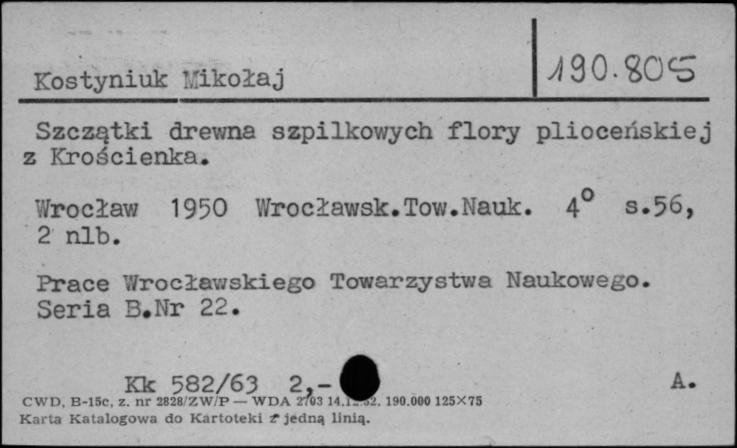 Kostyniuk Mikołaj
190.805
Szczątki drewna szpilkowych flory plioceńskiej
z Krościenka.
Wrocław 1950 Wrocławsk.Tow.Nauk. 4° s.56,
2 nlb.
Prace Wrocławskiego Towarzystwa Naukowego.
Seria B.Nr 22.
Kk 582/63 2,-
A.
CWD, B-15c, z. nr 2828/ZW/P — WDA 2703 190.000 125×75
Karta Katalogowa do Kartoteki z jedną linią.